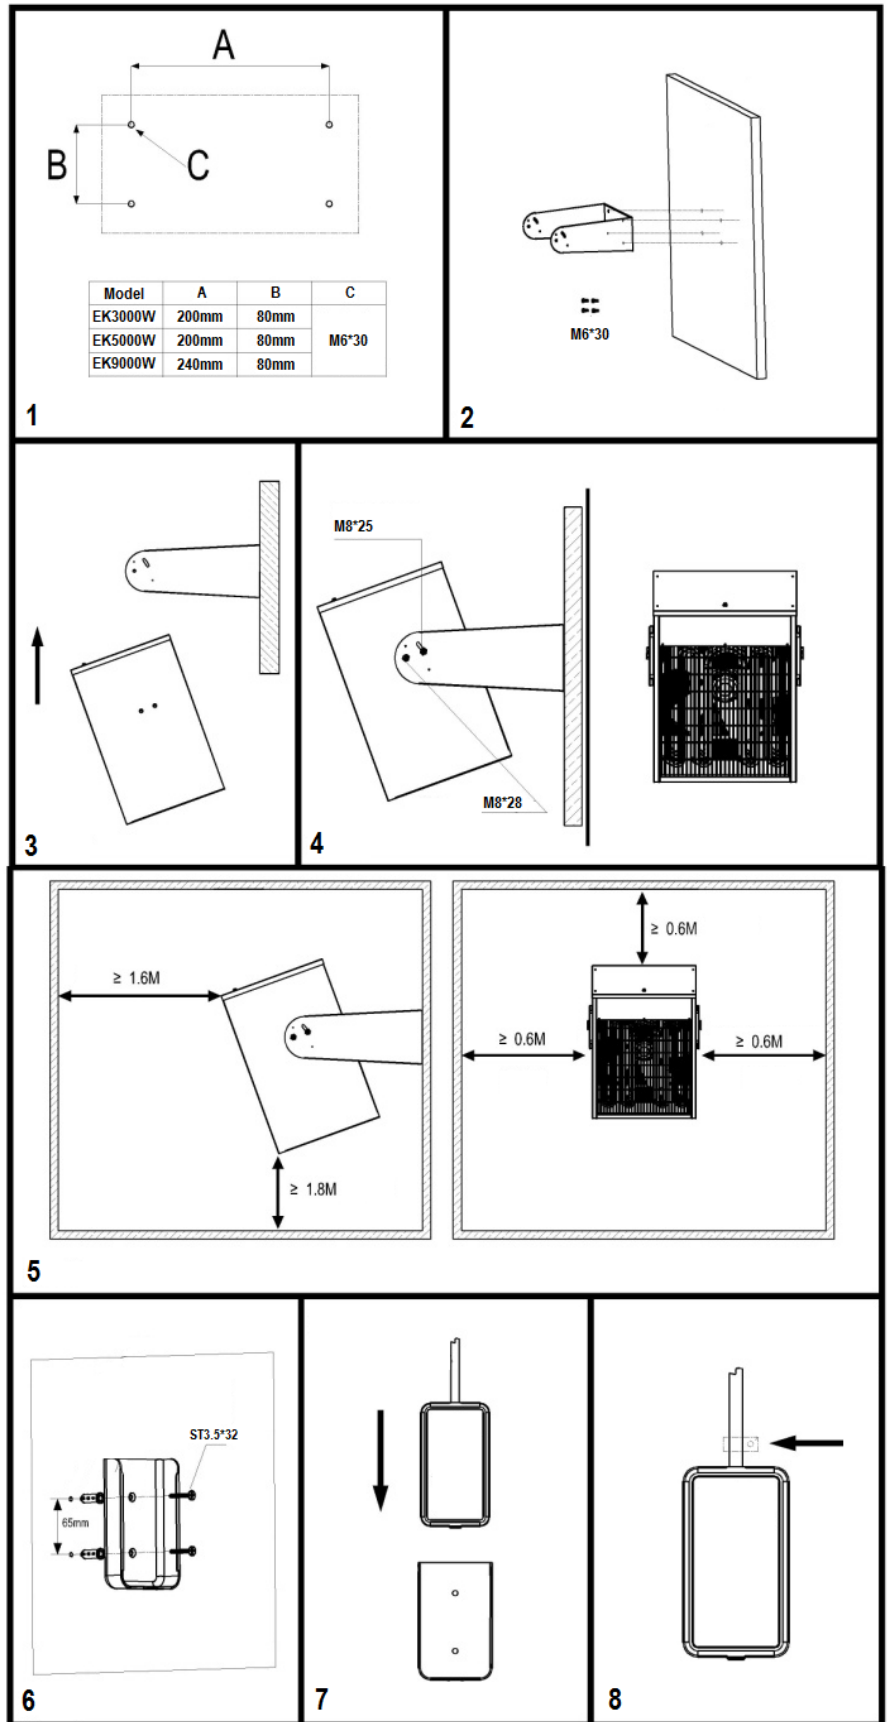 A
B
C
Model A B C
EK3000W 200mm 80mm
EK5000W 200mm 80mm M6*30
EK9000W 240mm 80mm
1
M6*30
2
3
M8*25
M8*28
4
≥ 1.6M
≥ 1.8M
≥ 0.6M
≥ 0.6M
≥ 0.6M
5
ST3.5*32
65mm
6
7
8